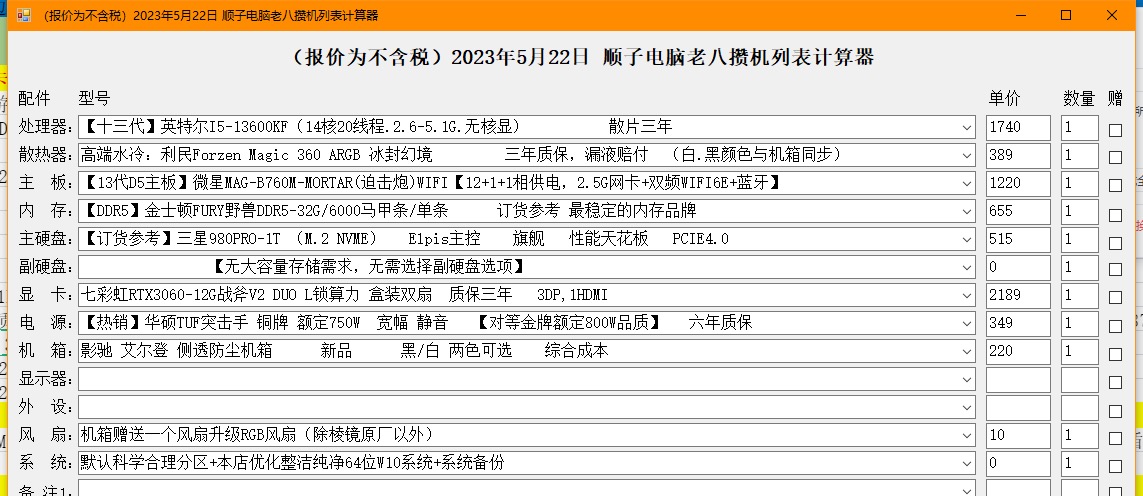 （报价为不含税）2023年5月22日 顺子电脑老八攒机列表计算器
（报价为不含税）2023年5月22日 顺子电脑老八攒机列表计算器
配件 型号 单价 数量 赠
处理器: 【十三代】英特尔I5-13600KF（14核20线程.2.6-5.1G.无核显） 散片三年 1740 1
散热器: 高端水冷：利民Forzen Magic 360 ARGB 冰封幻境 三年质保，漏液赔付 （白.黑颜色与机箱同步） 389 1
主 板: 【13代D5主板】微星MAG-B760M-MORTAR(迫击炮)WIFI【12+1+1相供电，2.5G网卡+双频WIFI6E+蓝牙】 1220 1
内 存: 【DDR5】金士顿FURY野兽DDR5-32G/6000马甲条/单条 订货参考 最稳定的内存品牌 655 1
主硬盘: 【订货参考】三星980PRO-1T （M.2 NVME） E1pis主控 旗舰 性能天花板 PCIE4.0 515 1
副硬盘: 【无大容量存储需求，无需选择副硬盘选项】 0 1
显 卡: 七彩虹RTX3060-12G战斧V2 DUO L锁算力 盒装双扇 质保三年 3DP,1HDMI 2189 1
电 源: 【热销】华硕TUF突击手 铜牌 额定750W 宽幅 静音 【对等金牌额定800W品质】 六年质保 349 1
机 箱: 影驰 艾尔登 侧透防尘机箱 新品 黑/白 两色可选 综合成本 220 1
显示器:
外 设:
风 扇: 机箱赠送一个风扇升级RGB风扇（除棱镜原厂以外） 10 1
系 统: 默认科学合理分区+本店优化整洁纯净64位W10系统+系统备份 0 1
备 注1: